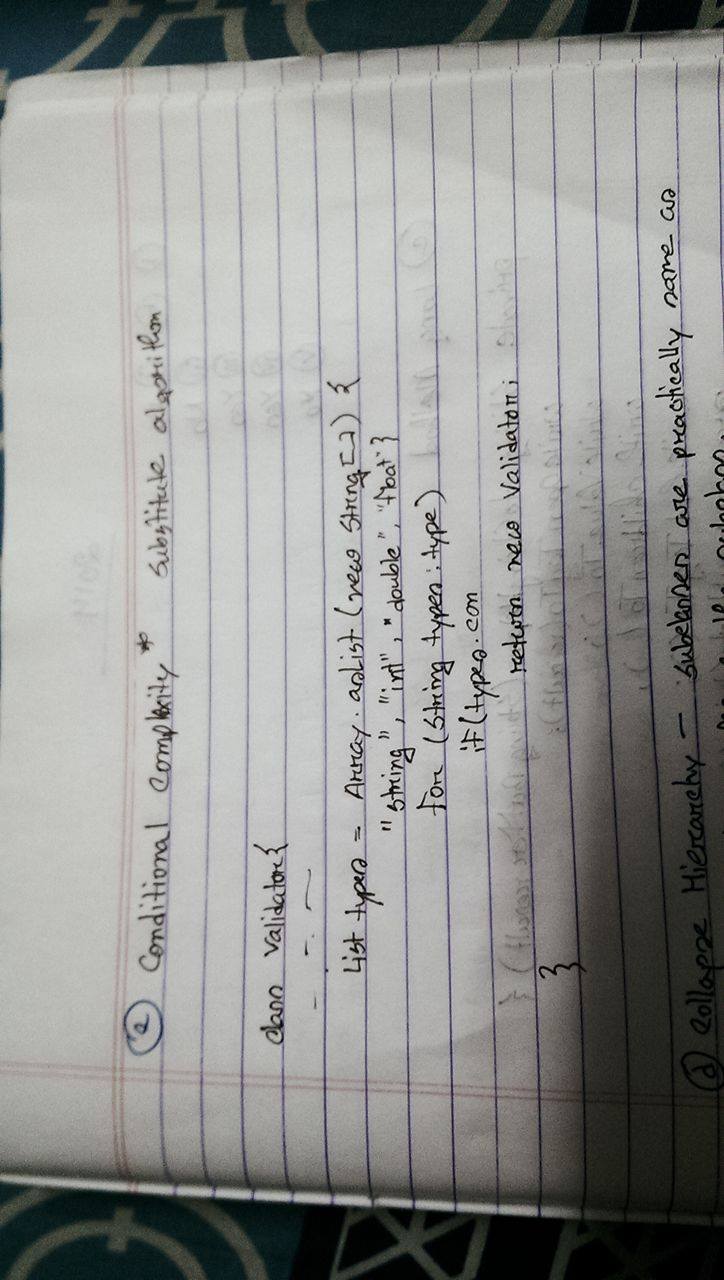 (2) Conditional Complexity * Substitute algorithm
class Validator{
List types = Array.asList (new String[]) {
"string", "int", "double", "float"}
For (String types : type)
if (types.con
return new Validator;
}
(d) Collapse Hierarchy – subclasses are practically same as